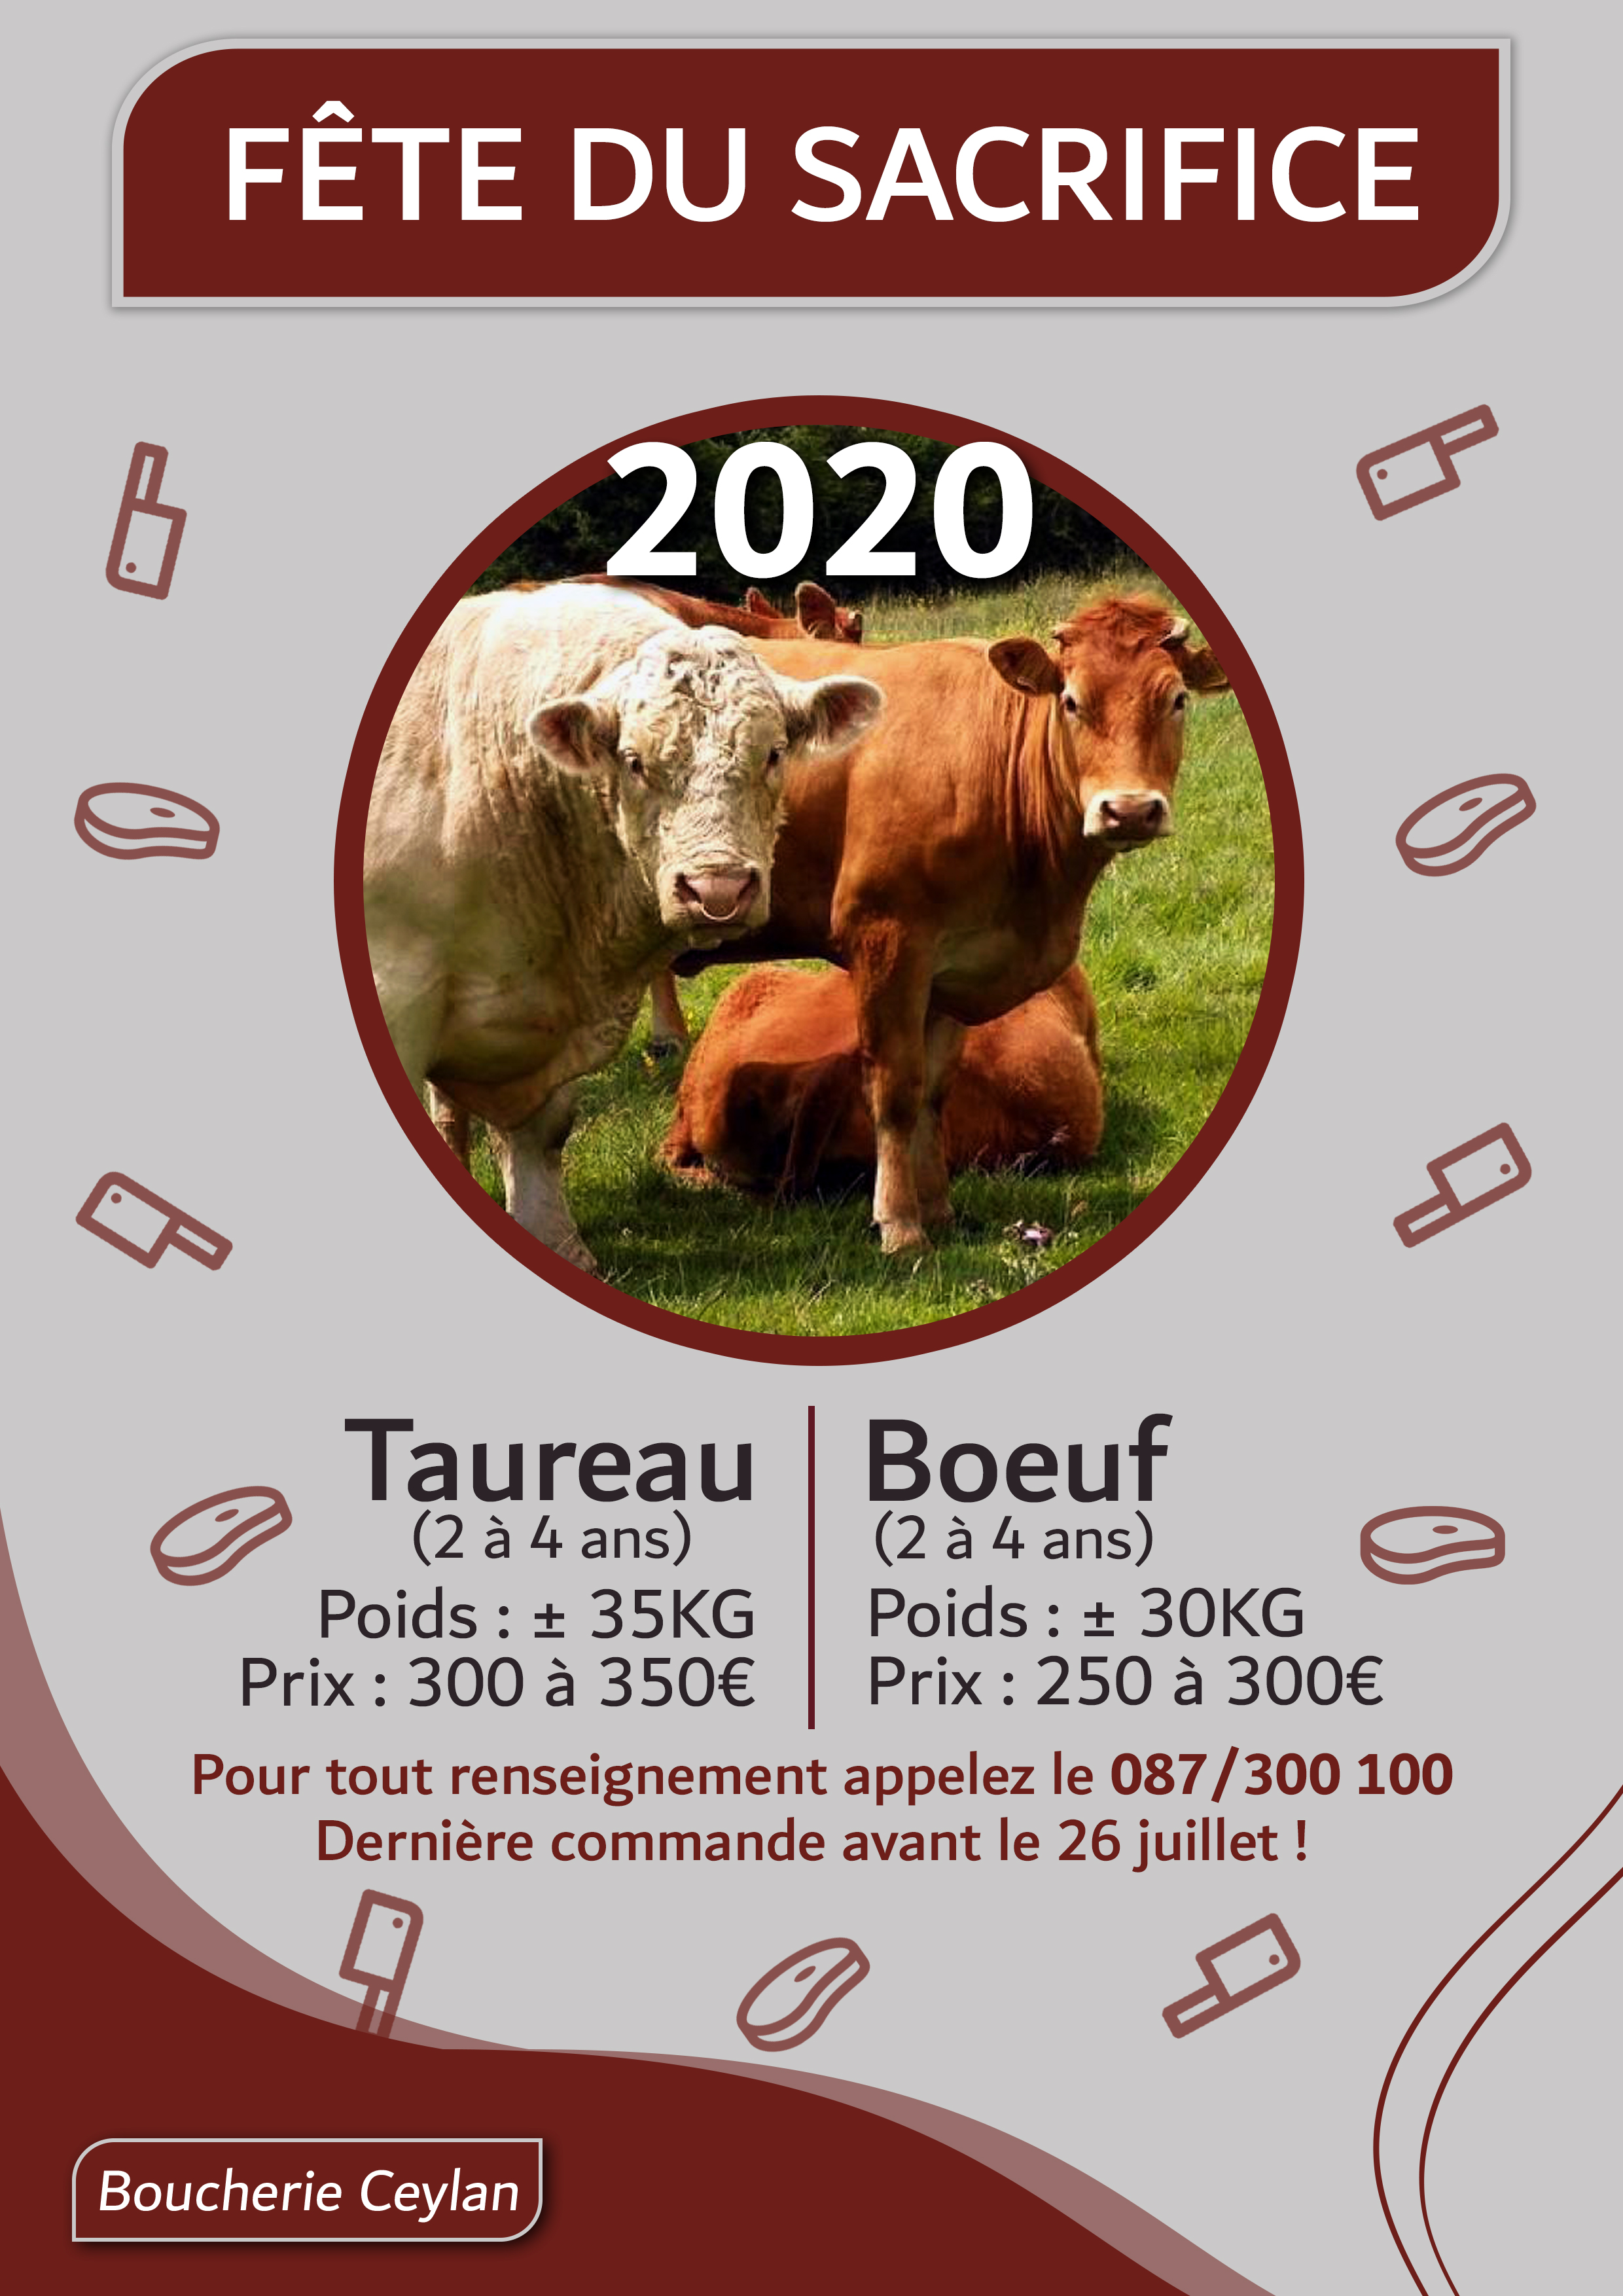 FÊTE DU SACRIFICE
2020
Taureau
(2 à 4 ans)
Poids : ± 35KG
Prix : 300 à 350€
Boeuf
(2 à 4 ans)
Poids : ± 30KG
Prix : 250 à 300€
Pour tout renseignement appelez le 087/300 100
Dernière commande avant le 26 juillet !
Boucherie Ceylan